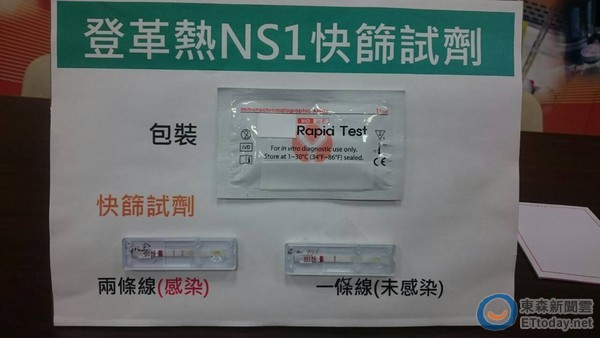 登革熱NS1快篩試劑
包裝
Rapid Test
For in vitro diagnostic use only.
Store at 1~30°C (34°F~86°F) sealed.
IVD
CE
快篩試劑
兩條線(感染)
一條線(未感染)
東森新聞雲
ETtoday.net